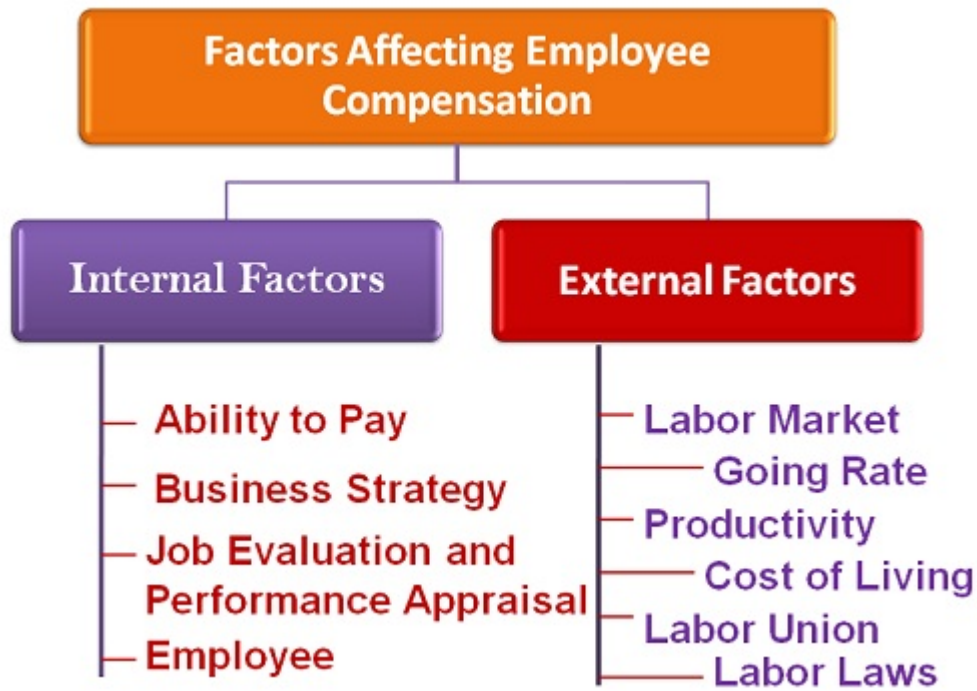 Factors Affecting Employee
Compensation
Internal Factors
Ability to Pay
Business Strategy
Job Evaluation and
Performance Appraisal
Employee
External Factors
Labor Market
Going Rate
Productivity
Cost of Living
Labor Union
Labor Laws